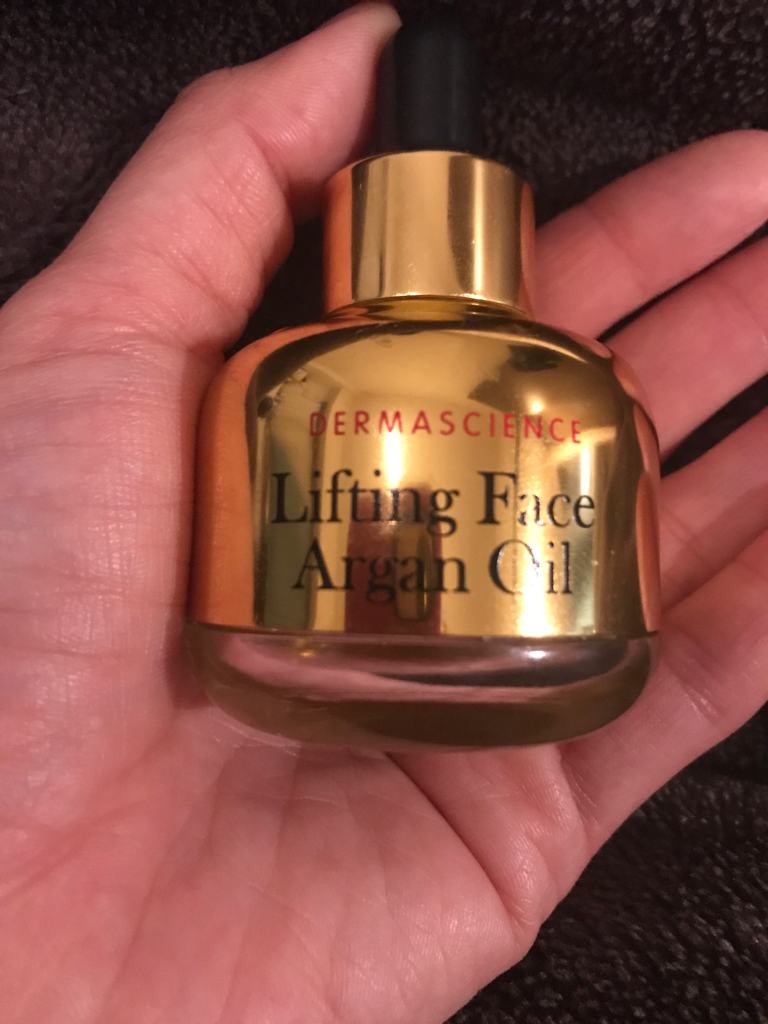 DERMASCIENCE
Lifting Face
Argan Oil